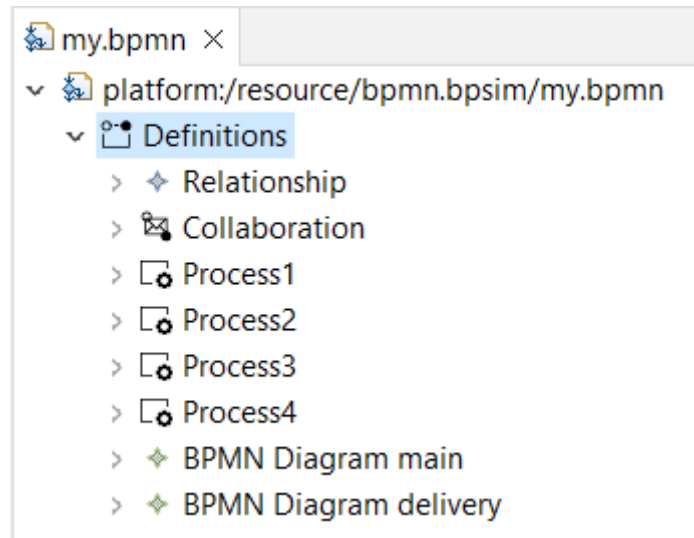 my.bpmn
platform:/resource/bpmn.bpsim/my.bpmn
Definitions
Relationship
Collaboration
Process1
Process2
Process3
Process4
BPMN Diagram main
BPMN Diagram delivery